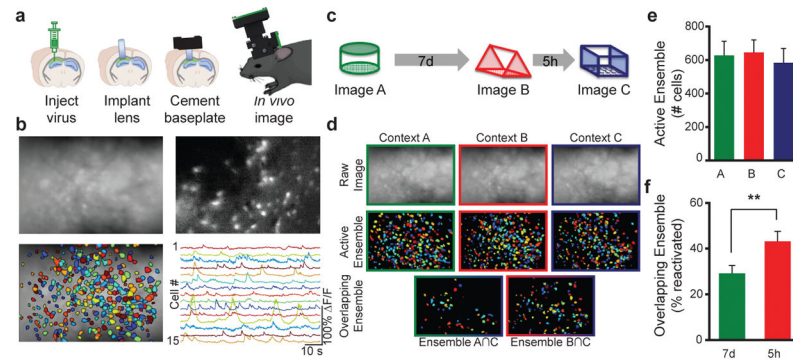 a
Inject virus
Implant lens
Cement baseplate
In vivo image
b
Cell #
1
15
100% ΔF/F
10 s
c
7d
5h
Image A
Image B
Image C
d
Context A
Context B
Context C
Raw Image
Active Ensemble
Overlapping Ensemble
Ensemble A∩C
Ensemble B∩C
e
Active Ensemble (# cells)
800
600
400
200
0
A
B
C
f
Overlapping Ensemble (% reactivated)
60
40
20
0
**
7d
5h